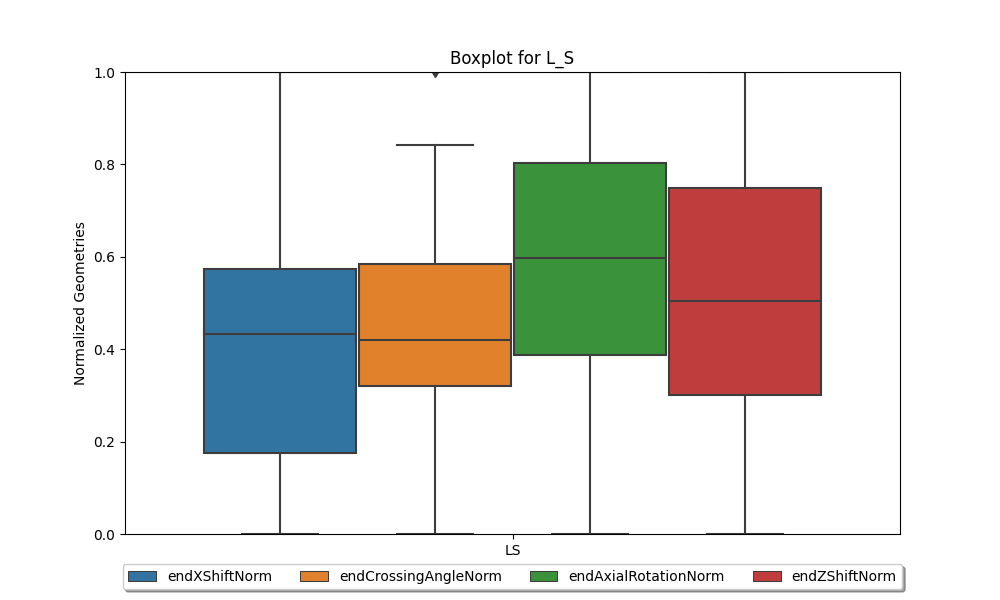 Boxplot for L_S
1.0
0.8
0.6
0.4
0.2
0.0
Normalized Geometries
LS
endXShiftNorm endCrossingAngleNorm endAxialRotationNorm endZShiftNorm